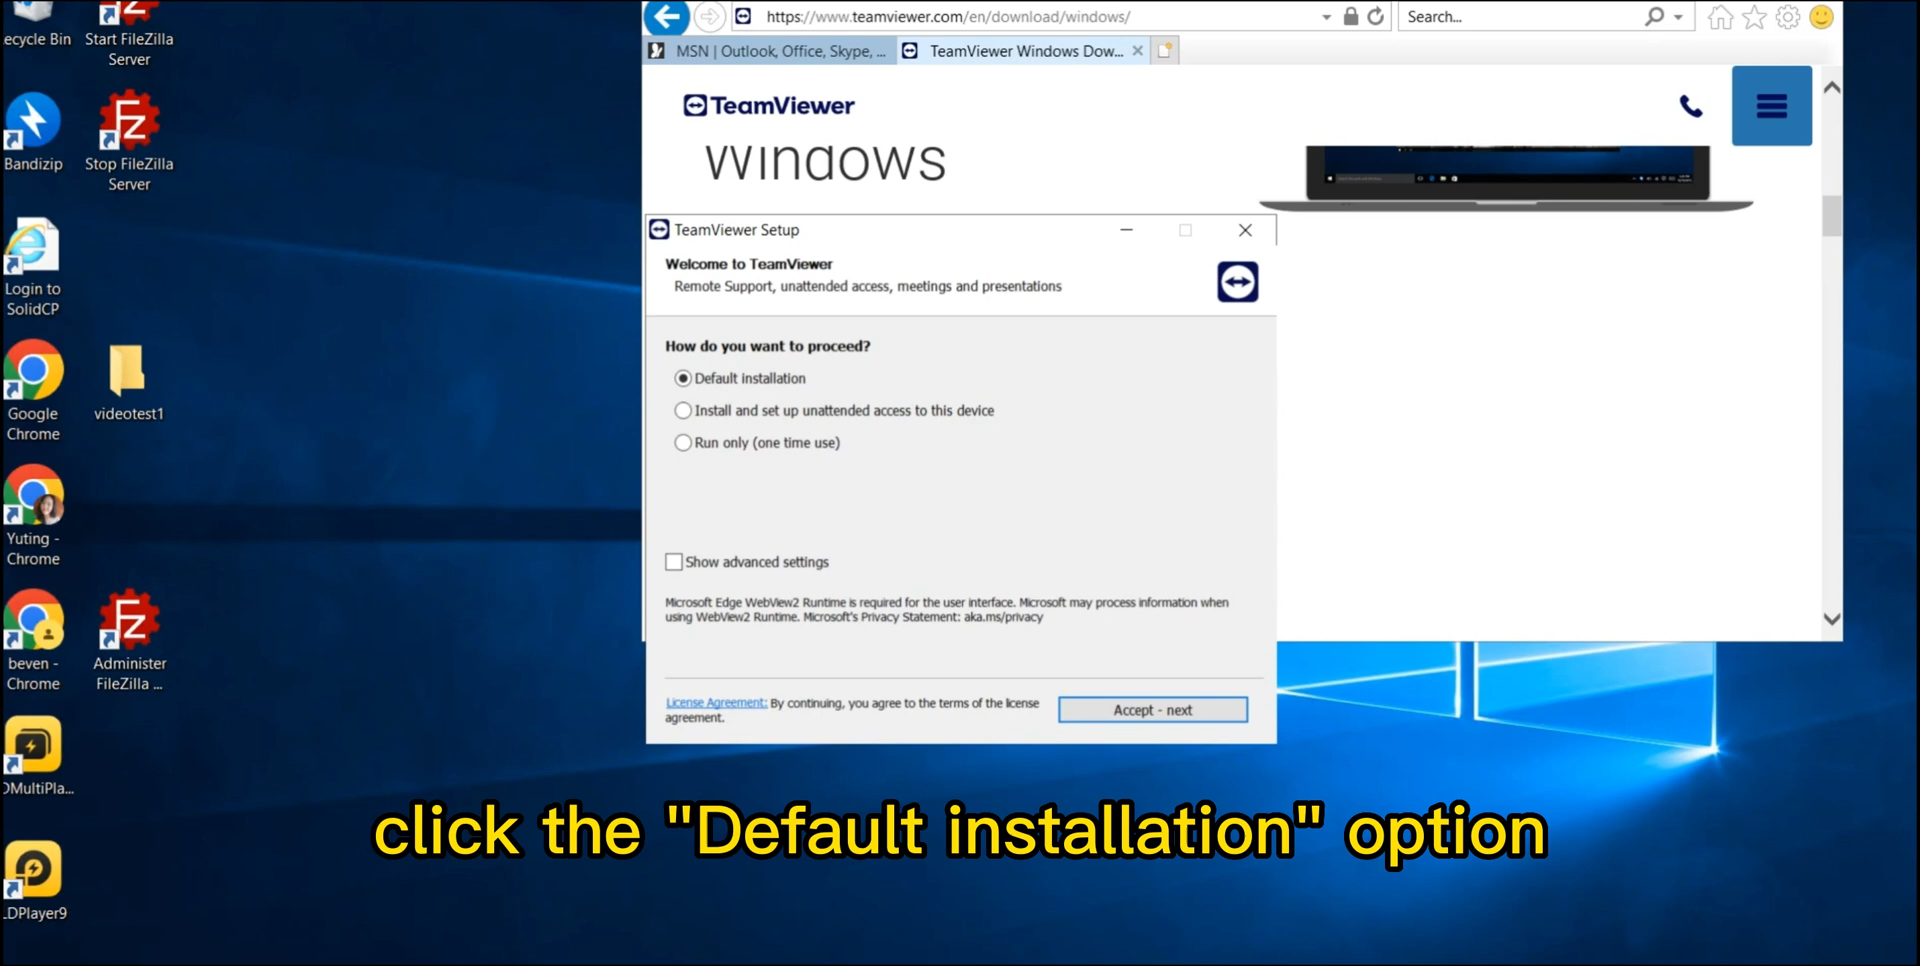 ecycle Bin
Start FileZilla
Server
Bandizip
Stop FileZilla
Server
Login to
SolidCP
Google
Chrome
videotest1
Yuting -
Chrome
beven -
Chrome
Administer
FileZilla ...
DMultiPla...
LDPlayer9
https://www.teamviewer.com/en/download/windows/
Search...
MSN | Outlook, Office, Skype, ...
TeamViewer Windows Dow...
TeamViewer
Windows
TeamViewer Setup
Welcome to TeamViewer
Remote Support, unattended access, meetings and presentations
How do you want to proceed?
Default installation
Install and set up unattended access to this device
Run only (one time use)
Show advanced settings
Microsoft Edge WebView2 Runtime is required for the user interface. Microsoft may process information when
using WebView2 Runtime. Microsoft's Privacy Statement: aka.ms/privacy
License Agreement: By continuing, you agree to the terms of the license
agreement.
Accept - next
click the "Default installation" option